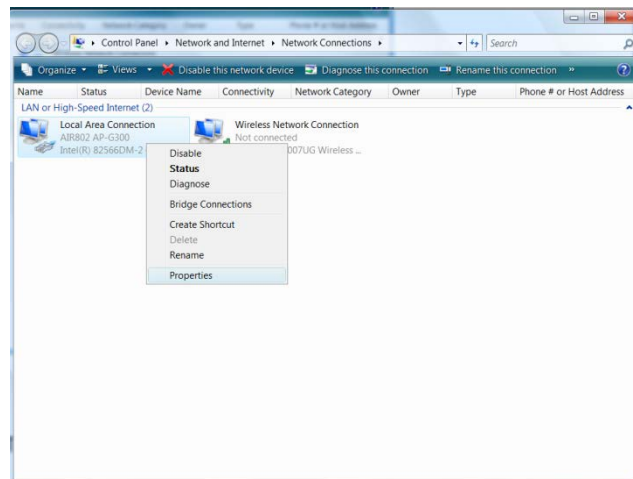 Control Panel ▸ Network and Internet ▸ Network Connections ▸
Search
Organize Views Disable this network device Diagnose this connection Rename this connection »
Name Status Device Name Connectivity Network Category Owner Type Phone # or Host Address
LAN or High-Speed Internet (2)
Local Area Connection
AIR802 AP-G300
Intel(R) 82566DM-2
Wireless Network Connection
Not connected
007UG Wireless ...
Disable
Status
Diagnose
Bridge Connections
Create Shortcut
Delete
Rename
Properties